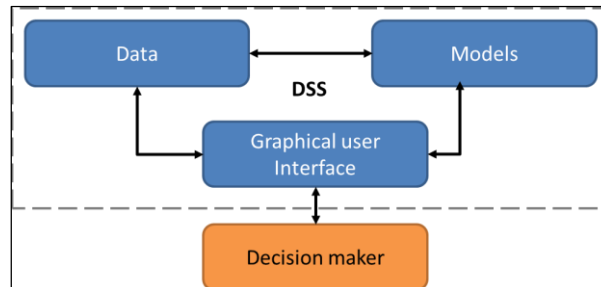 Data
Models
DSS
Graphical user
Interface
Decision maker